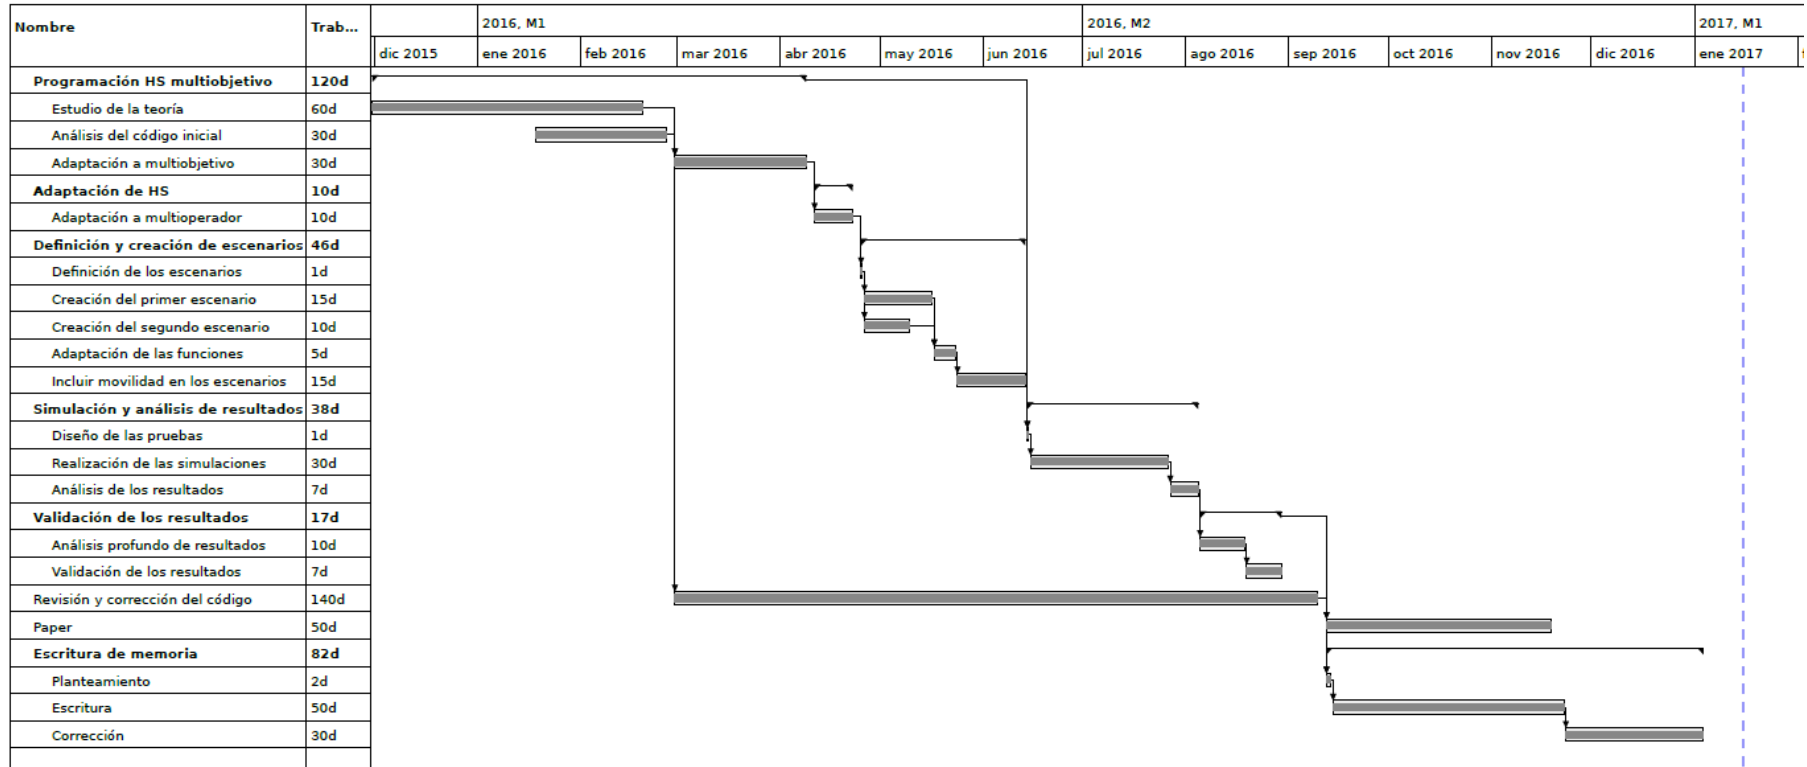 Nombre Trab... 2016, M1 2016, M2 2017, M1
dic 2015 ene 2016 feb 2016 mar 2016 abr 2016 may 2016 jun 2016 jul 2016 ago 2016 sep 2016 oct 2016 nov 2016 dic 2016 ene 2017
Programación HS multiobjetivo 120d
Estudio de la teoría 60d
Análisis del código inicial 30d
Adaptación a multiobjetivo 30d
Adaptación de HS 10d
Adaptación a multioperador 10d
Definición y creación de escenarios 46d
Definición de los escenarios 1d
Creación del primer escenario 15d
Creación del segundo escenario 10d
Adaptación de las funciones 5d
Incluir movilidad en los escenarios 15d
Simulación y análisis de resultados 38d
Diseño de las pruebas 1d
Realización de las simulaciones 30d
Análisis de los resultados 7d
Validación de los resultados 17d
Análisis profundo de resultados 10d
Validación de los resultados 7d
Revisión y corrección del código 140d
Paper 50d
Escritura de memoria 82d
Planteamiento 2d
Escritura 50d
Corrección 30d